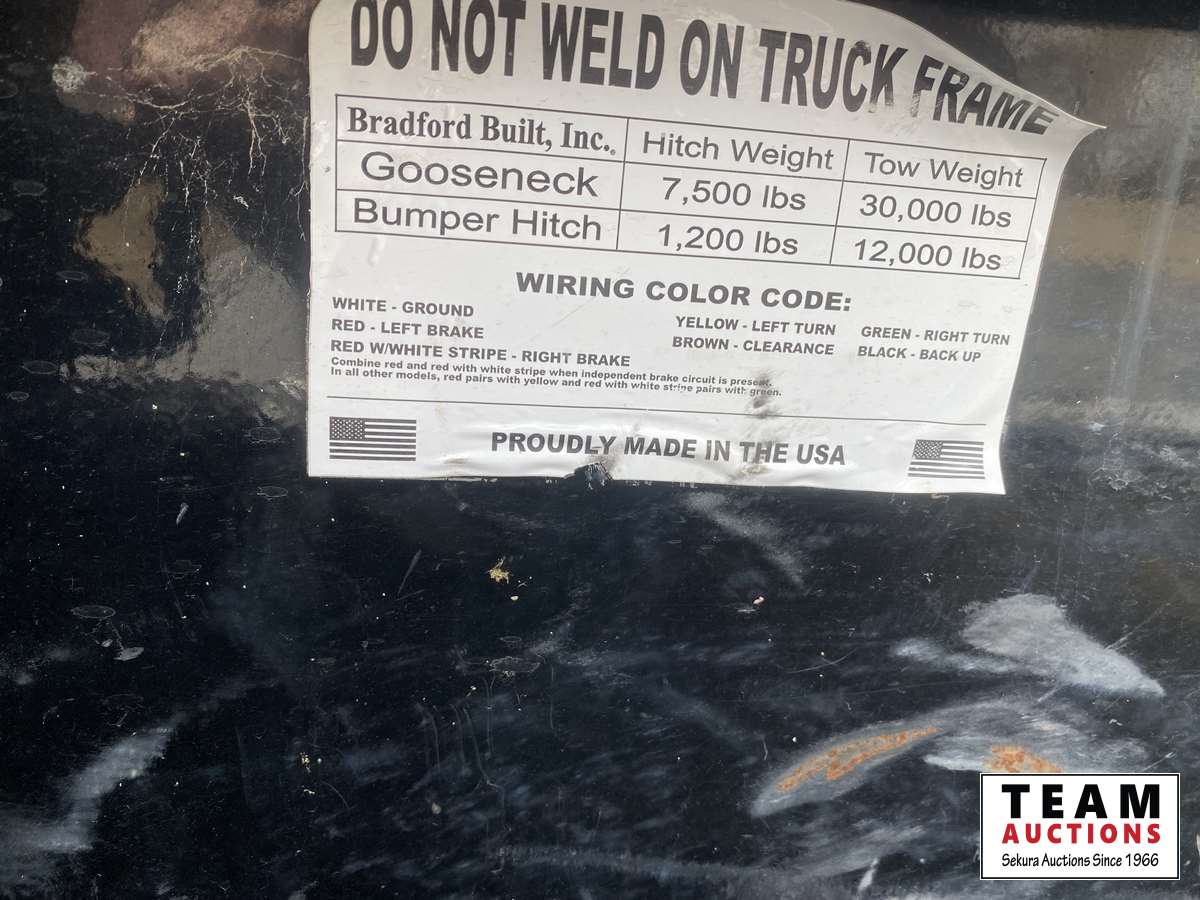 DO NOT WELD ON TRUCK FRAME
Bradford Built, Inc. Hitch Weight Tow Weight
Gooseneck 7,500 lbs 30,000 lbs
Bumper Hitch 1,200 lbs 12,000 lbs
WIRING COLOR CODE:
WHITE - GROUND YELLOW - LEFT TURN GREEN - RIGHT TURN
RED - LEFT BRAKE BROWN - CLEARANCE BLACK - BACK UP
RED W/WHITE STRIPE - RIGHT BRAKE
Combine red and red with white stripe when independent brake circuit is present.
In all other models, red pairs with yellow and red with white stripe pairs with green.
PROUDLY MADE IN THE USA
TEAM
AUCTIONS
Sekura Auctions Since 1966